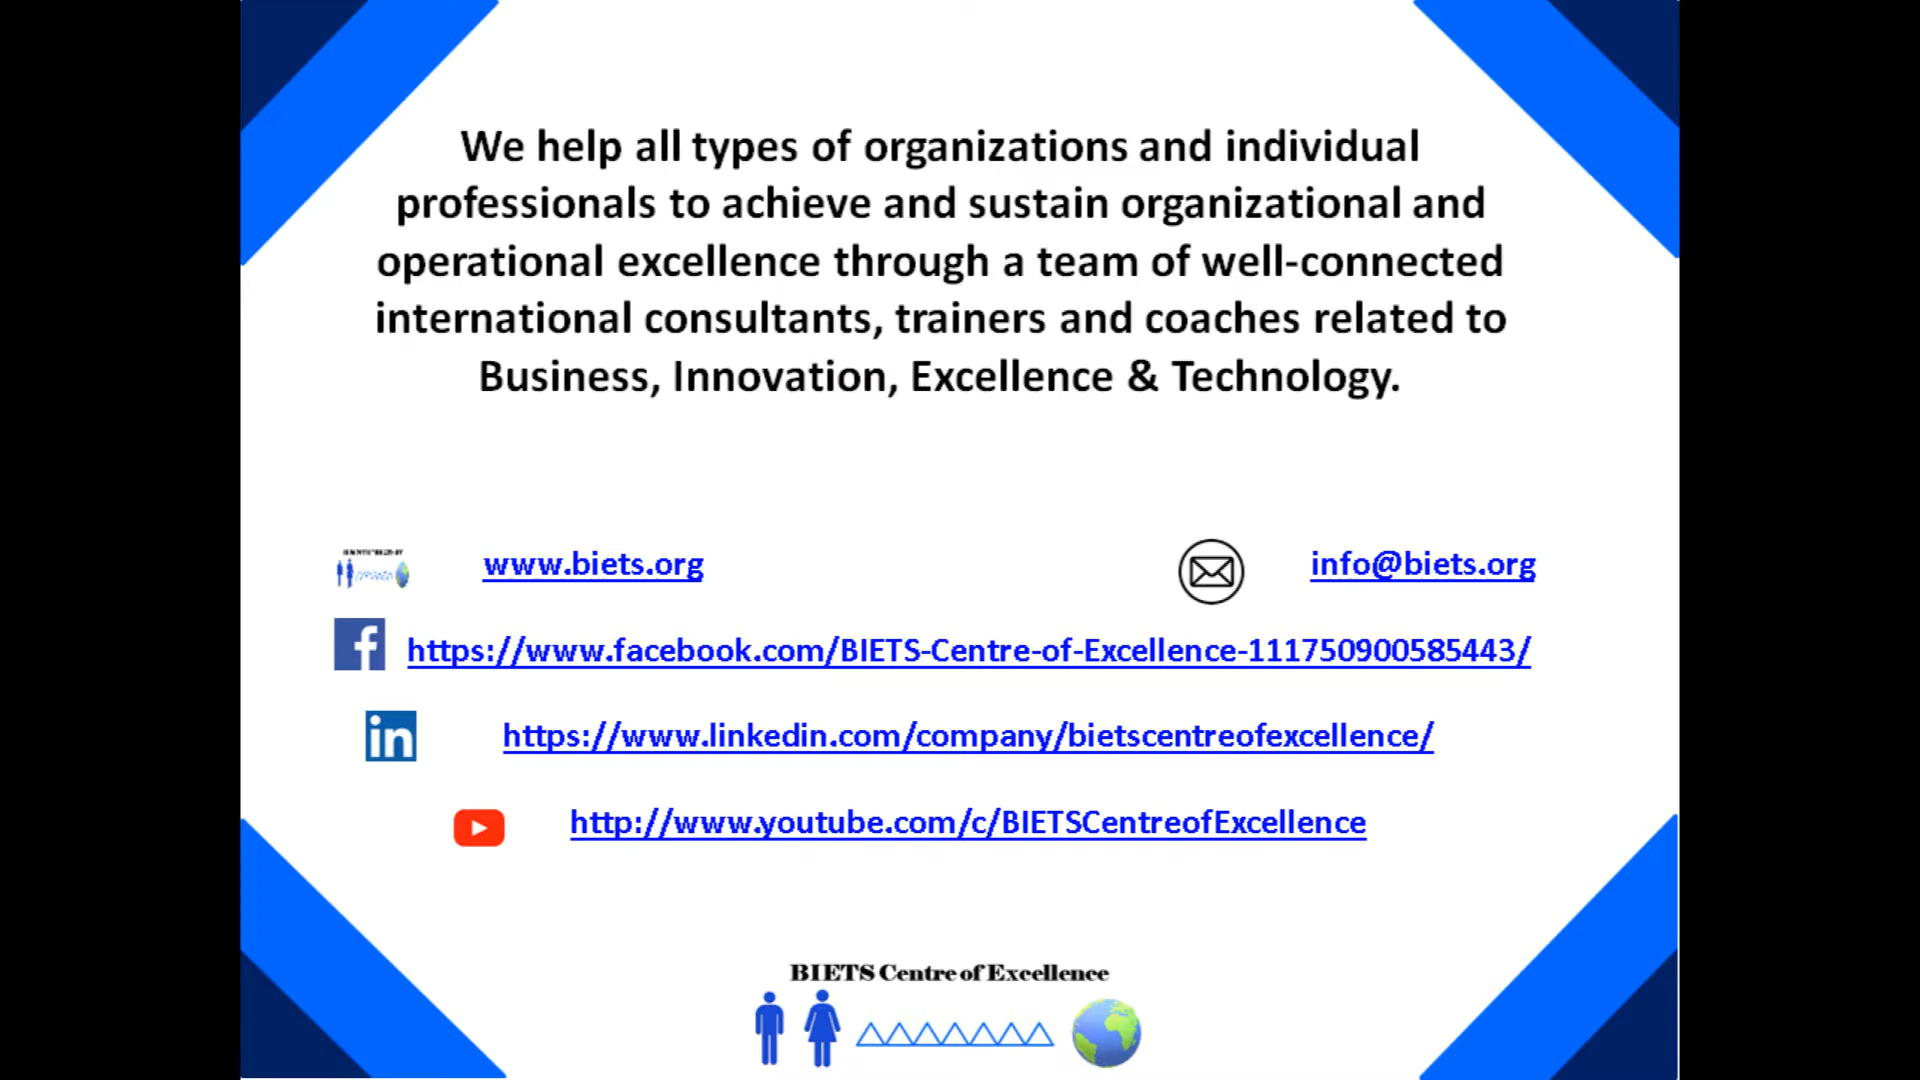 We help all types of organizations and individual
professionals to achieve and sustain organizational and
operational excellence through a team of well-connected
international consultants, trainers and coaches related to
Business, Innovation, Excellence & Technology.
www.biets.org
info@biets.org
https://www.facebook.com/BIETS-Centre-of-Excellence-111750900585443/
in
https://www.linkedin.com/company/bietscentreofexcellence/
http://www.youtube.com/c/BIETSCentreofExcellence
BIETS Centre of Excellence